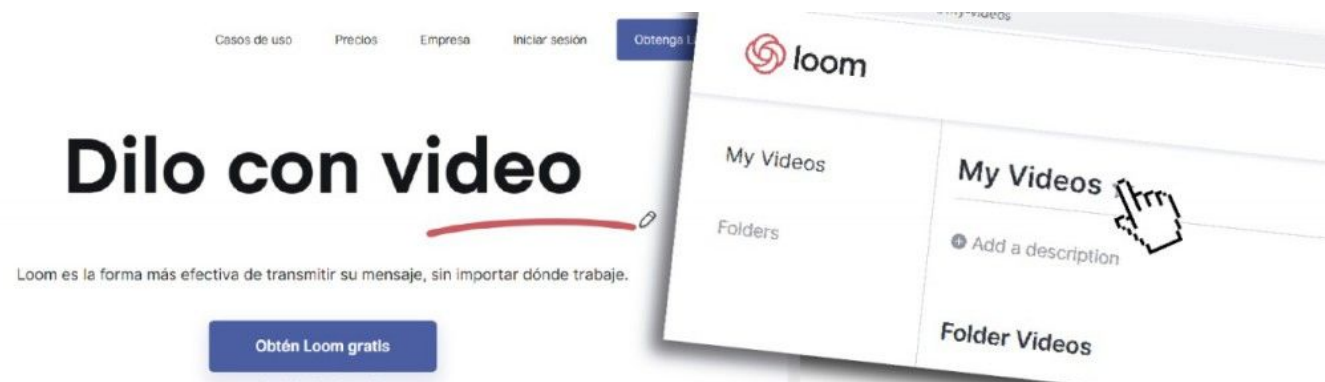 Casos de uso Precios Empresa Iniciar sesión Obtenga
Dilo con video
Loom es la forma más efectiva de transmitir su mensaje, sin importar dónde trabaje.
Obtén Loom gratis
loom
My Videos
Folders
My Videos
Add a description
Folder Videos